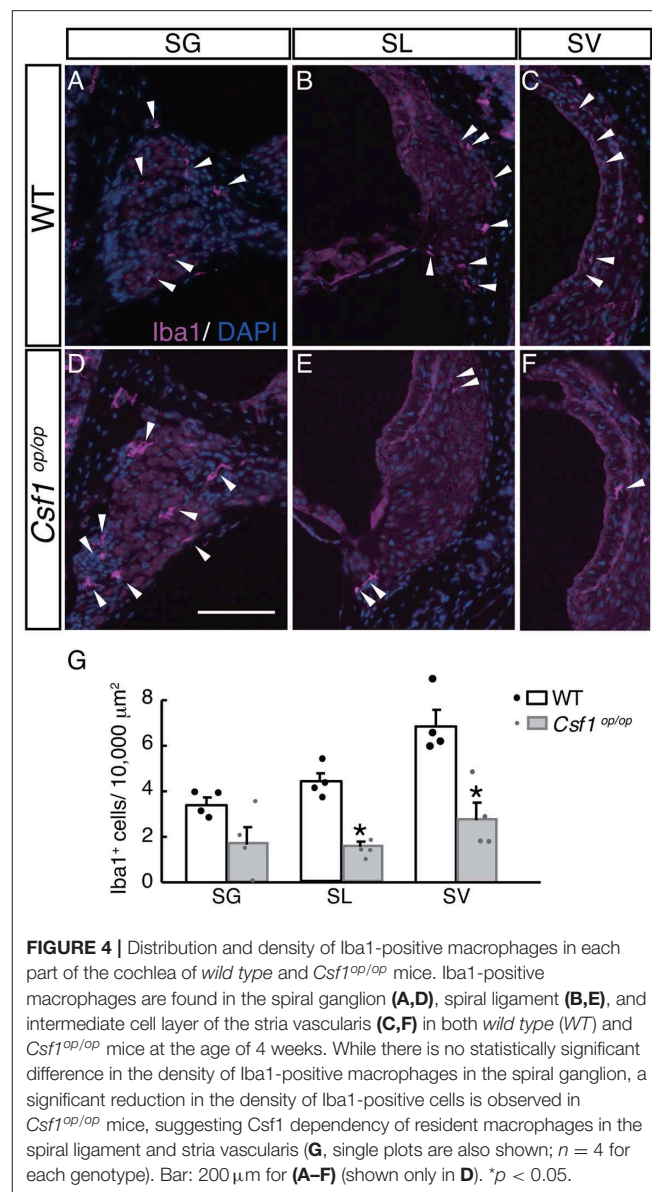 SG SL SV
WT
A B C
Iba1/ DAPI
Csf1 op/op
D E F
G
Iba1⁺ cells/ 10,000 µm²
8
6
4
2
0
WT
Csf1 op/op
* *
SG SL SV
FIGURE 4 | Distribution and density of Iba1-positive macrophages in each
part of the cochlea of wild type and Csf1op/op mice. Iba1-positive
macrophages are found in the spiral ganglion (A,D), spiral ligament (B,E), and
intermediate cell layer of the stria vascularis (C,F) in both wild type (WT) and
Csf1op/op mice at the age of 4 weeks. While there is no statistically significant
difference in the density of Iba1-positive macrophages in the spiral ganglion, a
significant reduction in the density of Iba1-positive cells is observed in
Csf1op/op mice, suggesting Csf1 dependency of resident macrophages in the
spiral ligament and stria vascularis (G, single plots are also shown; n = 4 for
each genotype). Bar: 200 µm for (A–F) (shown only in D). *p < 0.05.